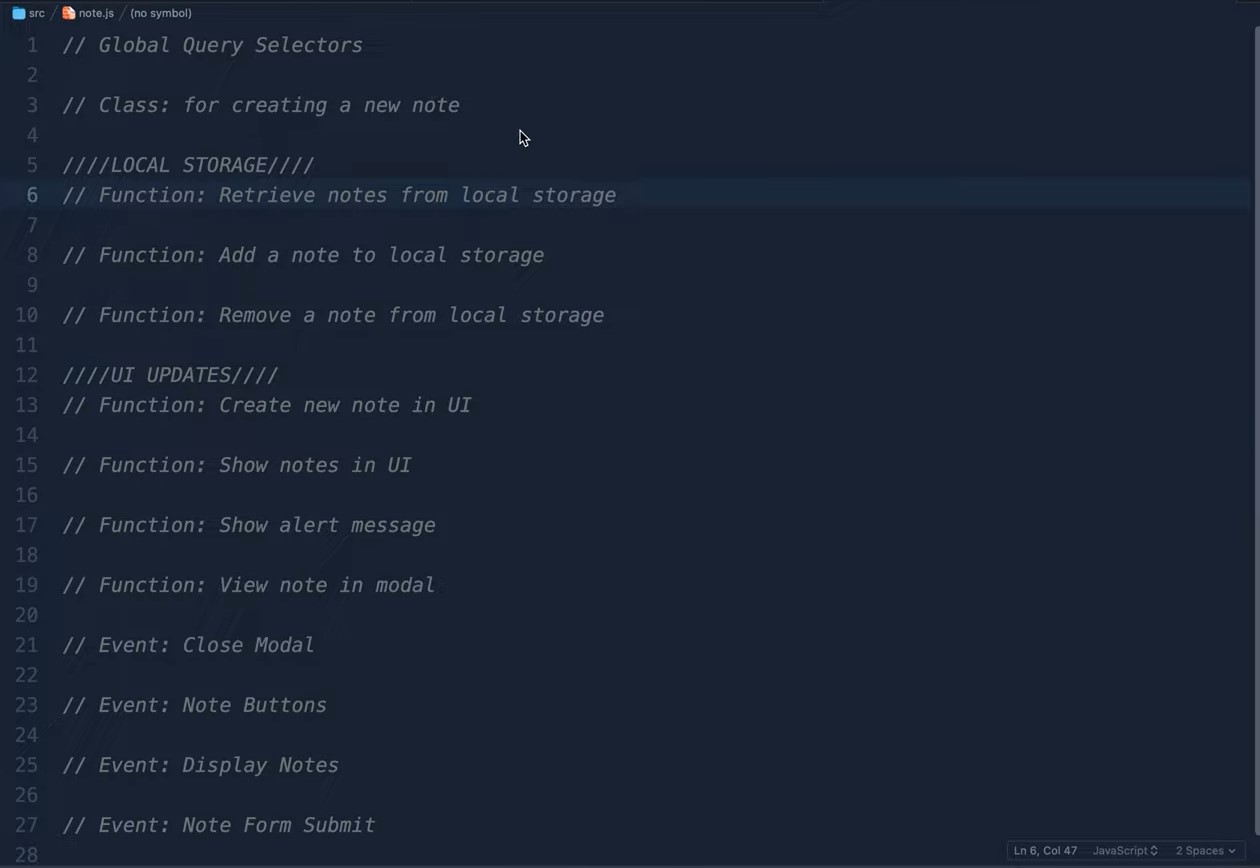 src / note.js / (no symbol)
1 // Global Query Selectors
2
3 // Class: for creating a new note
4
5 ////LOCAL STORAGE////
6 // Function: Retrieve notes from local storage
7
8 // Function: Add a note to local storage
9
10 // Function: Remove a note from local storage
11
12 ////UI UPDATES////
13 // Function: Create new note in UI
14
15 // Function: Show notes in UI
16
17 // Function: Show alert message
18
19 // Function: View note in modal
20
21 // Event: Close Modal
22
23 // Event: Note Buttons
24
25 // Event: Display Notes
26
27 // Event: Note Form Submit
28
Ln 6, Col 47 JavaScript 2 Spaces